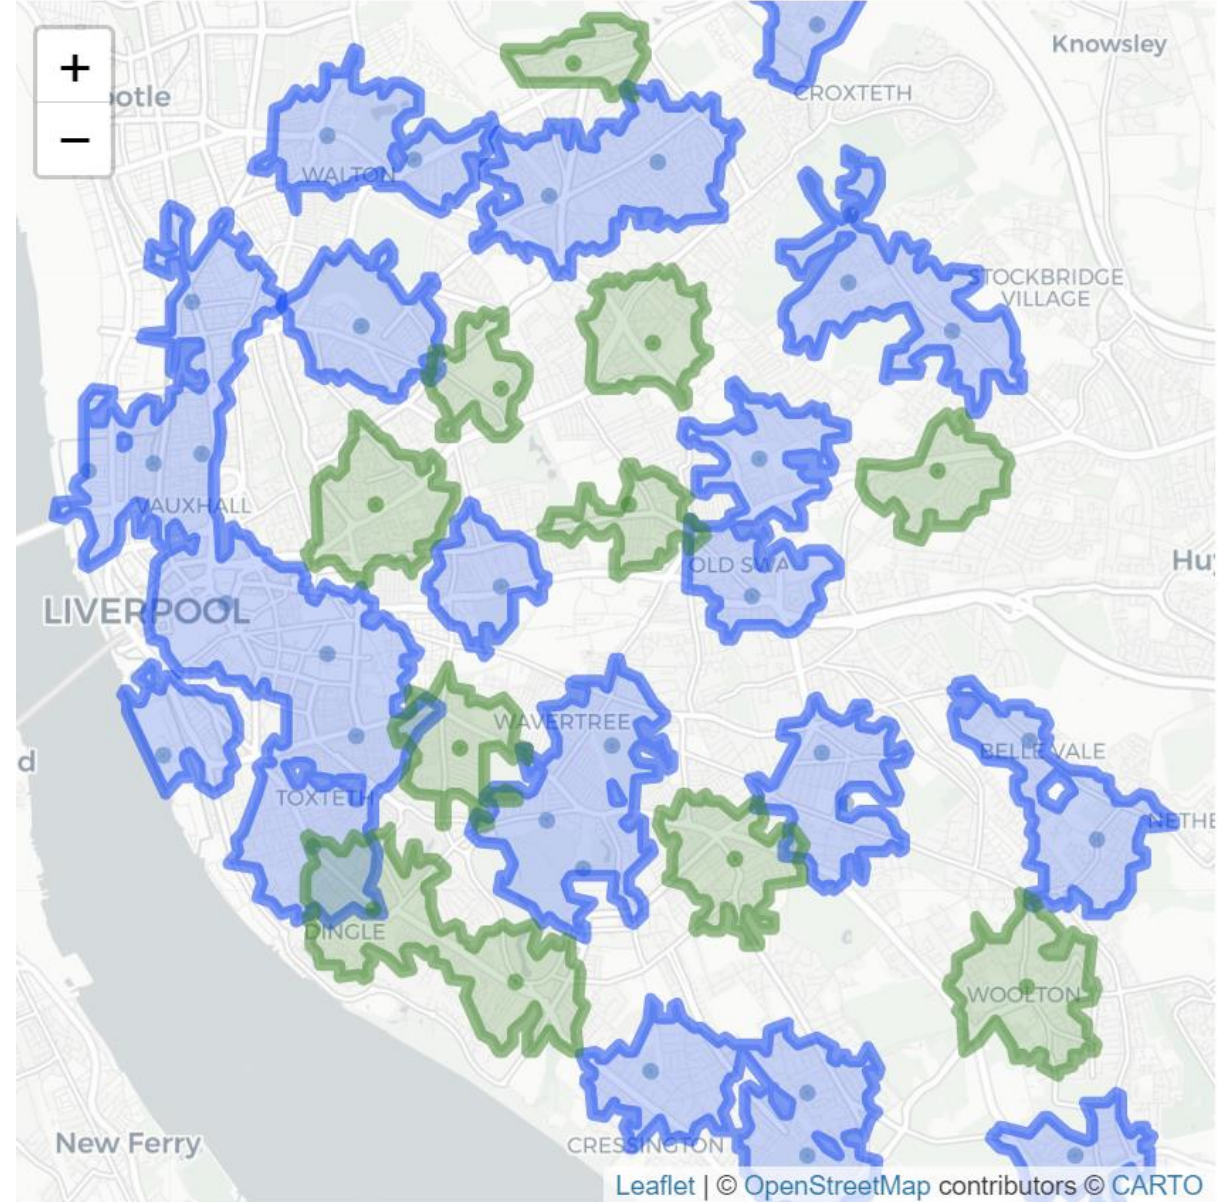 +
Knowsley
ootle
CROXTETH
−
WALTON
STOCKBRIDGE
VILLAGE
VAUXHALL
OLD SWA
Hu
LIVERPOOL
WAVERTREE
BELLE VALE
d
TOXTETH
NETHE
DINGLE
WOOLTON
New Ferry
CRESSINGTON
Leaflet | © OpenStreetMap contributors © CARTO